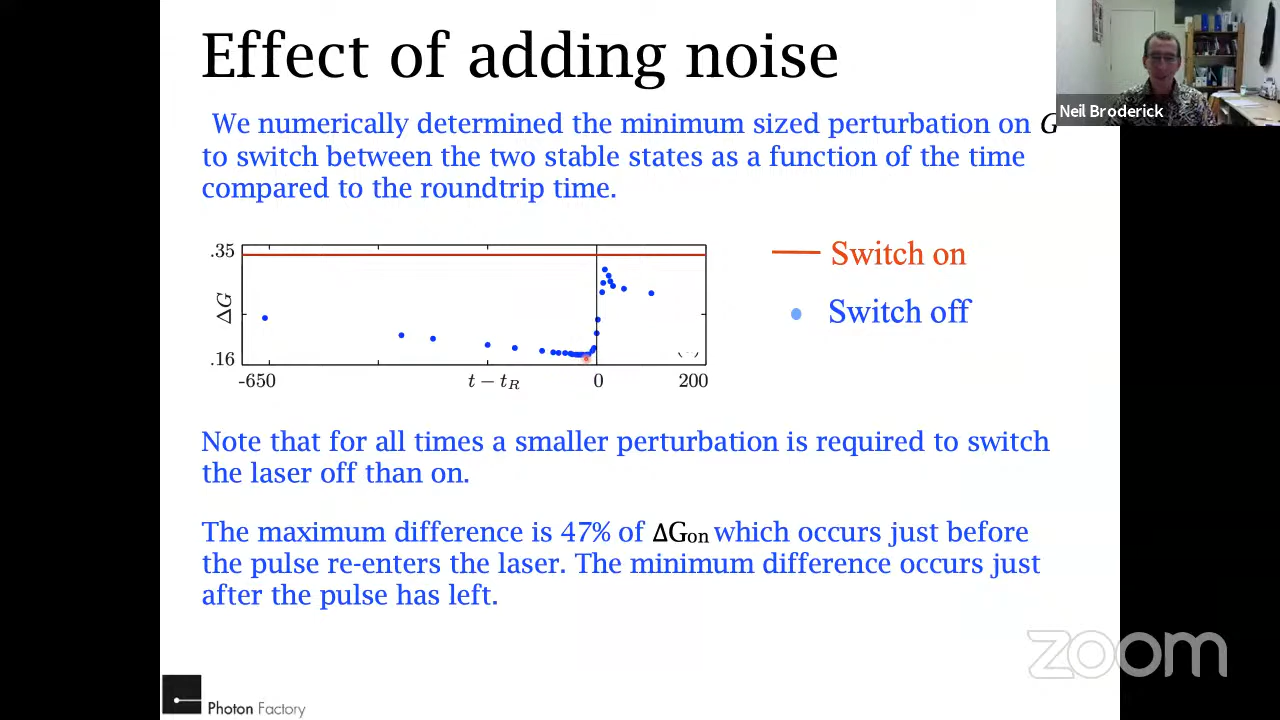 Effect of adding noise
Neil Broderick
We numerically determined the minimum sized perturbation on G
to switch between the two stable states as a function of the time
compared to the roundtrip time.
.35
ΔG
.16
-650
t − tR
0
200
Switch on
Switch off
Note that for all times a smaller perturbation is required to switch
the laser off than on.
The maximum difference is 47% of ΔGon which occurs just before
the pulse re-enters the laser. The minimum difference occurs just
after the pulse has left.
zoom
Photon Factory